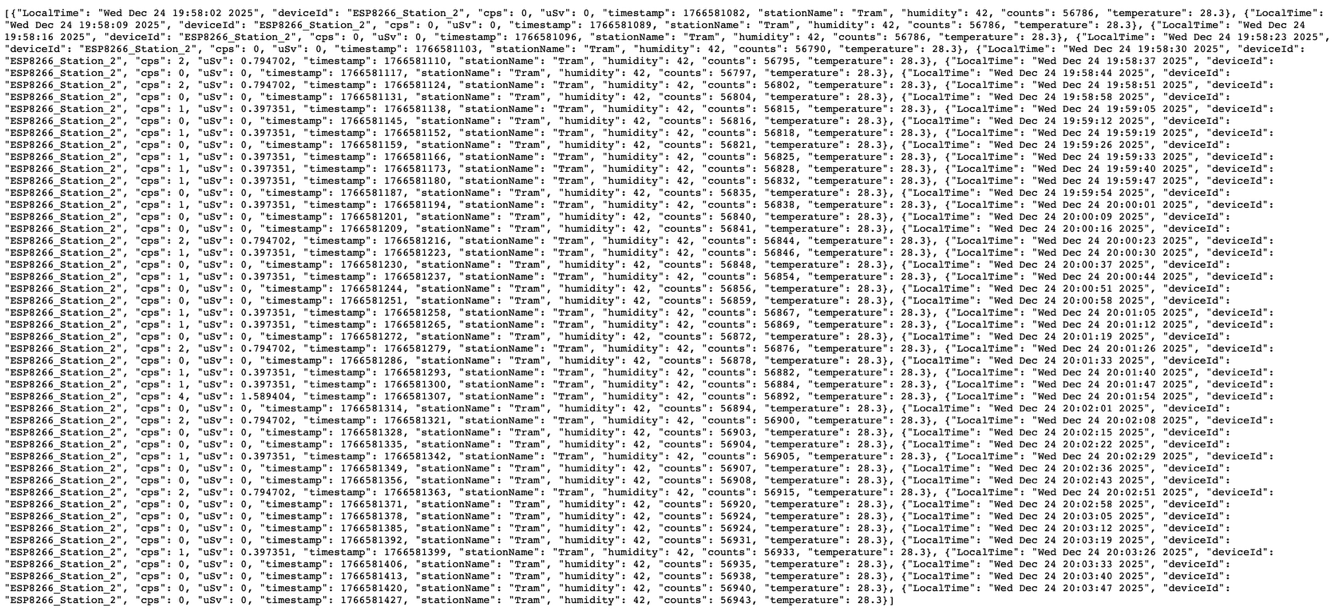 [{"LocalTime": "Wed Dec 24 19:58:02 2025", "deviceId": "ESP8266_Station_2", "cps": 0, "uSv": 0, "timestamp": 1766581082, "stationName": "Tram", "humidity": 42, "counts": 56786, "temperature": 28.3}, {"LocalTime":
"Wed Dec 24 19:58:09 2025", "deviceId": "ESP8266_Station_2", "cps": 0, "uSv": 0, "timestamp": 1766581089, "stationName": "Tram", "humidity": 42, "counts": 56786, "temperature": 28.3}, {"LocalTime": "Wed Dec 24
19:58:16 2025", "deviceId": "ESP8266_Station_2", "cps": 0, "uSv": 0, "timestamp": 1766581096, "stationName": "Tram", "humidity": 42, "counts": 56786, "temperature": 28.3}, {"LocalTime": "Wed Dec 24 19:58:23 2025",
"deviceId": "ESP8266_Station_2", "cps": 0, "uSv": 0, "timestamp": 1766581103, "stationName": "Tram", "humidity": 42, "counts": 56790, "temperature": 28.3}, {"LocalTime": "Wed Dec 24 19:58:30 2025", "deviceId":
"ESP8266_Station_2", "cps": 2, "uSv": 0.794702, "timestamp": 1766581110, "stationName": "Tram", "humidity": 42, "counts": 56795, "temperature": 28.3}, {"LocalTime": "Wed Dec 24 19:58:37 2025", "deviceId":
"ESP8266_Station_2", "cps": 0, "uSv": 0, "timestamp": 1766581117, "stationName": "Tram", "humidity": 42, "counts": 56797, "temperature": 28.3}, {"LocalTime": "Wed Dec 24 19:58:44 2025", "deviceId":
"ESP8266_Station_2", "cps": 2, "uSv": 0.794702, "timestamp": 1766581124, "stationName": "Tram", "humidity": 42, "counts": 56802, "temperature": 28.3}, {"LocalTime": "Wed Dec 24 19:58:51 2025", "deviceId":
"ESP8266_Station_2", "cps": 0, "uSv": 0, "timestamp": 1766581131, "stationName": "Tram", "humidity": 42, "counts": 56804, "temperature": 28.3}, {"LocalTime": "Wed Dec 24 19:58:58 2025", "deviceId":
"ESP8266_Station_2", "cps": 1, "uSv": 0.397351, "timestamp": 1766581138, "stationName": "Tram", "humidity": 42, "counts": 56815, "temperature": 28.3}, {"LocalTime": "Wed Dec 24 19:59:05 2025", "deviceId":
"ESP8266_Station_2", "cps": 0, "uSv": 0, "timestamp": 1766581145, "stationName": "Tram", "humidity": 42, "counts": 56816, "temperature": 28.3}, {"LocalTime": "Wed Dec 24 19:59:12 2025", "deviceId":
"ESP8266_Station_2", "cps": 1, "uSv": 0.397351, "timestamp": 1766581152, "stationName": "Tram", "humidity": 42, "counts": 56818, "temperature": 28.3}, {"LocalTime": "Wed Dec 24 19:59:19 2025", "deviceId":
"ESP8266_Station_2", "cps": 0, "uSv": 0, "timestamp": 1766581159, "stationName": "Tram", "humidity": 42, "counts": 56821, "temperature": 28.3}, {"LocalTime": "Wed Dec 24 19:59:26 2025", "deviceId":
"ESP8266_Station_2", "cps": 1, "uSv": 0.397351, "timestamp": 1766581166, "stationName": "Tram", "humidity": 42, "counts": 56825, "temperature": 28.3}, {"LocalTime": "Wed Dec 24 19:59:33 2025", "deviceId":
"ESP8266_Station_2", "cps": 1, "uSv": 0.397351, "timestamp": 1766581173, "stationName": "Tram", "humidity": 42, "counts": 56828, "temperature": 28.3}, {"LocalTime": "Wed Dec 24 19:59:40 2025", "deviceId":
"ESP8266_Station_2", "cps": 1, "uSv": 0.397351, "timestamp": 1766581180, "stationName": "Tram", "humidity": 42, "counts": 56832, "temperature": 28.3}, {"LocalTime": "Wed Dec 24 19:59:47 2025", "deviceId":
"ESP8266_Station_2", "cps": 0, "uSv": 0, "timestamp": 1766581187, "stationName": "Tram", "humidity": 42, "counts": 56835, "temperature": 28.3}, {"LocalTime": "Wed Dec 24 19:59:54 2025", "deviceId":
"ESP8266_Station_2", "cps": 1, "uSv": 0.397351, "timestamp": 1766581194, "stationName": "Tram", "humidity": 42, "counts": 56838, "temperature": 28.3}, {"LocalTime": "Wed Dec 24 20:00:01 2025", "deviceId":
"ESP8266_Station_2", "cps": 0, "uSv": 0, "timestamp": 1766581201, "stationName": "Tram", "humidity": 42, "counts": 56840, "temperature": 28.3}, {"LocalTime": "Wed Dec 24 20:00:09 2025", "deviceId":
"ESP8266_Station_2", "cps": 0, "uSv": 0, "timestamp": 1766581209, "stationName": "Tram", "humidity": 42, "counts": 56841, "temperature": 28.3}, {"LocalTime": "Wed Dec 24 20:00:16 2025", "deviceId":
"ESP8266_Station_2", "cps": 2, "uSv": 0.794702, "timestamp": 1766581216, "stationName": "Tram", "humidity": 42, "counts": 56844, "temperature": 28.3}, {"LocalTime": "Wed Dec 24 20:00:23 2025", "deviceId":
"ESP8266_Station_2", "cps": 1, "uSv": 0.397351, "timestamp": 1766581223, "stationName": "Tram", "humidity": 42, "counts": 56846, "temperature": 28.3}, {"LocalTime": "Wed Dec 24 20:00:30 2025", "deviceId":
"ESP8266_Station_2", "cps": 0, "uSv": 0, "timestamp": 1766581230, "stationName": "Tram", "humidity": 42, "counts": 56848, "temperature": 28.3}, {"LocalTime": "Wed Dec 24 20:00:37 2025", "deviceId":
"ESP8266_Station_2", "cps": 1, "uSv": 0.397351, "timestamp": 1766581237, "stationName": "Tram", "humidity": 42, "counts": 56854, "temperature": 28.3}, {"LocalTime": "Wed Dec 24 20:00:44 2025", "deviceId":
"ESP8266_Station_2", "cps": 0, "uSv": 0, "timestamp": 1766581244, "stationName": "Tram", "humidity": 42, "counts": 56856, "temperature": 28.3}, {"LocalTime": "Wed Dec 24 20:00:51 2025", "deviceId":
"ESP8266_Station_2", "cps": 0, "uSv": 0, "timestamp": 1766581251, "stationName": "Tram", "humidity": 42, "counts": 56859, "temperature": 28.3}, {"LocalTime": "Wed Dec 24 20:00:58 2025", "deviceId":
"ESP8266_Station_2", "cps": 1, "uSv": 0.397351, "timestamp": 1766581258, "stationName": "Tram", "humidity": 42, "counts": 56867, "temperature": 28.3}, {"LocalTime": "Wed Dec 24 20:01:05 2025", "deviceId":
"ESP8266_Station_2", "cps": 1, "uSv": 0.397351, "timestamp": 1766581265, "stationName": "Tram", "humidity": 42, "counts": 56869, "temperature": 28.3}, {"LocalTime": "Wed Dec 24 20:01:12 2025", "deviceId":
"ESP8266_Station_2", "cps": 0, "uSv": 0, "timestamp": 1766581272, "stationName": "Tram", "humidity": 42, "counts": 56872, "temperature": 28.3}, {"LocalTime": "Wed Dec 24 20:01:19 2025", "deviceId":
"ESP8266_Station_2", "cps": 2, "uSv": 0.794702, "timestamp": 1766581279, "stationName": "Tram", "humidity": 42, "counts": 56876, "temperature": 28.3}, {"LocalTime": "Wed Dec 24 20:01:26 2025", "deviceId":
"ESP8266_Station_2", "cps": 0, "uSv": 0, "timestamp": 1766581286, "stationName": "Tram", "humidity": 42, "counts": 56878, "temperature": 28.3}, {"LocalTime": "Wed Dec 24 20:01:33 2025", "deviceId":
"ESP8266_Station_2", "cps": 1, "uSv": 0.397351, "timestamp": 1766581293, "stationName": "Tram", "humidity": 42, "counts": 56882, "temperature": 28.3}, {"LocalTime": "Wed Dec 24 20:01:40 2025", "deviceId":
"ESP8266_Station_2", "cps": 1, "uSv": 0.397351, "timestamp": 1766581300, "stationName": "Tram", "humidity": 42, "counts": 56884, "temperature": 28.3}, {"LocalTime": "Wed Dec 24 20:01:47 2025", "deviceId":
"ESP8266_Station_2", "cps": 4, "uSv": 1.589404, "timestamp": 1766581307, "stationName": "Tram", "humidity": 42, "counts": 56892, "temperature": 28.3}, {"LocalTime": "Wed Dec 24 20:01:54 2025", "deviceId":
"ESP8266_Station_2", "cps": 0, "uSv": 0, "timestamp": 1766581314, "stationName": "Tram", "humidity": 42, "counts": 56894, "temperature": 28.3}, {"LocalTime": "Wed Dec 24 20:02:01 2025", "deviceId":
"ESP8266_Station_2", "cps": 2, "uSv": 0.794702, "timestamp": 1766581321, "stationName": "Tram", "humidity": 42, "counts": 56900, "temperature": 28.3}, {"LocalTime": "Wed Dec 24 20:02:08 2025", "deviceId":
"ESP8266_Station_2", "cps": 0, "uSv": 0, "timestamp": 1766581328, "stationName": "Tram", "humidity": 42, "counts": 56903, "temperature": 28.3}, {"LocalTime": "Wed Dec 24 20:02:15 2025", "deviceId":
"ESP8266_Station_2", "cps": 0, "uSv": 0, "timestamp": 1766581335, "stationName": "Tram", "humidity": 42, "counts": 56904, "temperature": 28.3}, {"LocalTime": "Wed Dec 24 20:02:22 2025", "deviceId":
"ESP8266_Station_2", "cps": 1, "uSv": 0.397351, "timestamp": 1766581342, "stationName": "Tram", "humidity": 42, "counts": 56905, "temperature": 28.3}, {"LocalTime": "Wed Dec 24 20:02:29 2025", "deviceId":
"ESP8266_Station_2", "cps": 0, "uSv": 0, "timestamp": 1766581349, "stationName": "Tram", "humidity": 42, "counts": 56907, "temperature": 28.3}, {"LocalTime": "Wed Dec 24 20:02:36 2025", "deviceId":
"ESP8266_Station_2", "cps": 0, "uSv": 0, "timestamp": 1766581356, "stationName": "Tram", "humidity": 42, "counts": 56908, "temperature": 28.3}, {"LocalTime": "Wed Dec 24 20:02:43 2025", "deviceId":
"ESP8266_Station_2", "cps": 2, "uSv": 0.794702, "timestamp": 1766581363, "stationName": "Tram", "humidity": 42, "counts": 56915, "temperature": 28.3}, {"LocalTime": "Wed Dec 24 20:02:51 2025", "deviceId":
"ESP8266_Station_2", "cps": 0, "uSv": 0, "timestamp": 1766581371, "stationName": "Tram", "humidity": 42, "counts": 56920, "temperature": 28.3}, {"LocalTime": "Wed Dec 24 20:02:58 2025", "deviceId":
"ESP8266_Station_2", "cps": 0, "uSv": 0, "timestamp": 1766581378, "stationName": "Tram", "humidity": 42, "counts": 56924, "temperature": 28.3}, {"LocalTime": "Wed Dec 24 20:03:05 2025", "deviceId":
"ESP8266_Station_2", "cps": 0, "uSv": 0, "timestamp": 1766581385, "stationName": "Tram", "humidity": 42, "counts": 56924, "temperature": 28.3}, {"LocalTime": "Wed Dec 24 20:03:12 2025", "deviceId":
"ESP8266_Station_2", "cps": 0, "uSv": 0, "timestamp": 1766581392, "stationName": "Tram", "humidity": 42, "counts": 56931, "temperature": 28.3}, {"LocalTime": "Wed Dec 24 20:03:19 2025", "deviceId":
"ESP8266_Station_2", "cps": 1, "uSv": 0.397351, "timestamp": 1766581399, "stationName": "Tram", "humidity": 42, "counts": 56933, "temperature": 28.3}, {"LocalTime": "Wed Dec 24 20:03:26 2025", "deviceId":
"ESP8266_Station_2", "cps": 0, "uSv": 0, "timestamp": 1766581406, "stationName": "Tram", "humidity": 42, "counts": 56935, "temperature": 28.3}, {"LocalTime": "Wed Dec 24 20:03:33 2025", "deviceId":
"ESP8266_Station_2", "cps": 0, "uSv": 0, "timestamp": 1766581413, "stationName": "Tram", "humidity": 42, "counts": 56938, "temperature": 28.3}, {"LocalTime": "Wed Dec 24 20:03:40 2025", "deviceId":
"ESP8266_Station_2", "cps": 0, "uSv": 0, "timestamp": 1766581420, "stationName": "Tram", "humidity": 42, "counts": 56940, "temperature": 28.3}, {"LocalTime": "Wed Dec 24 20:03:47 2025", "deviceId":
"ESP8266_Station_2", "cps": 0, "uSv": 0, "timestamp": 1766581427, "stationName": "Tram", "humidity": 42, "counts": 56943, "temperature": 28.3}]